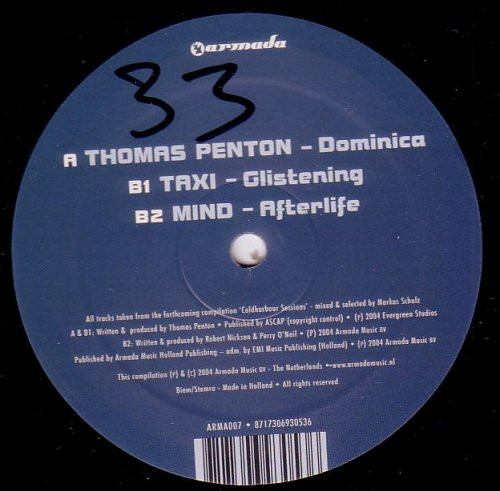 armada
33
A THOMAS PENTON – Dominica
B1 TAXI – Glistening
B2 MIND – Afterlife
All tracks taken from the forthcoming compilation 'Coldharbour Sessions' - mixed & selected by Markus Schulz
A & B1: Written & produced by Thomas Penton • Published by ASCAP (copyright control) • (P) 2004 Evergreen Studios
B2: Written & produced by Robert Nickson & Perry O'Neil • (P) 2004 Armada Music BV
Published by Armada Music Holland Publishing – adm. by EMI Music Publishing (Holland) • (P) 2004 Armada Music BV
This compilation (P) & (C) 2004 Armada Music BV - The Netherlands •www.armadamusic.nl
Biem/Stemra - Made in Holland • All rights reserved
ARMA007 • 8717306930536